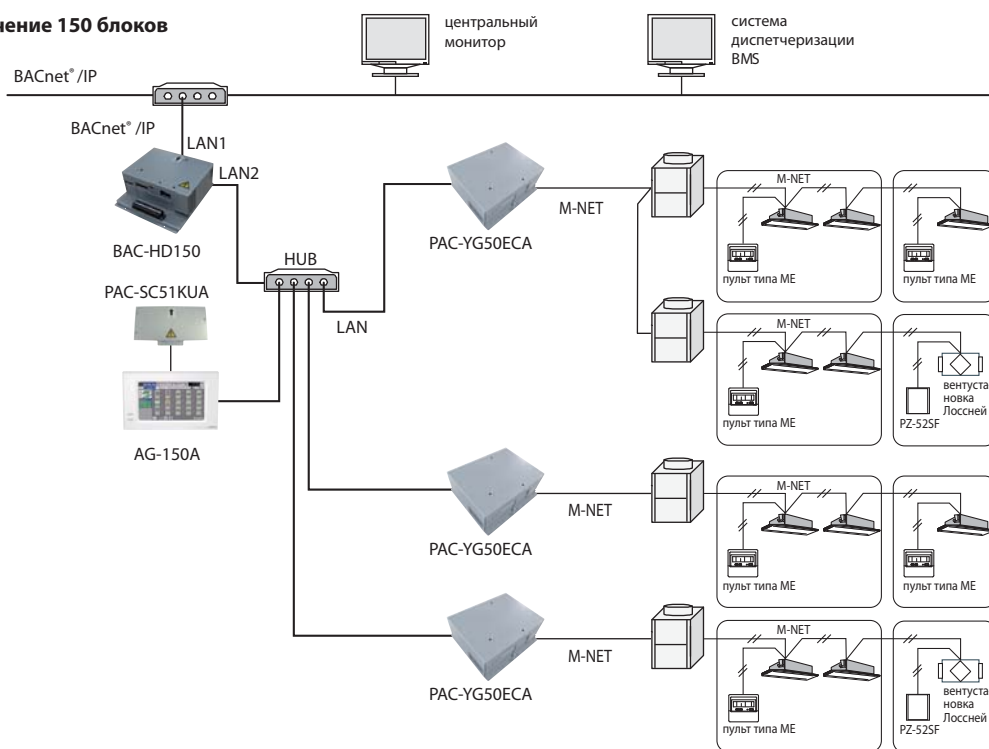 чение 150 блоков
центральный
монитор
система
диспетчеризации
BMS
BACnet® /IP
BACnet® /IP
LAN1
LAN2
BAC-HD150
HUB
PAC-SC51KUA
LAN
AG-150A
PAC-YG50ECA
M-NET
M-NET
пульт типа ME
пульт типа ME
M-NET
пульт типа ME
вентуста
новка
Лоссней
PZ-52SF
PAC-YG50ECA
M-NET
M-NET
пульт типа ME
пульт типа ME
PAC-YG50ECA
M-NET
M-NET
пульт типа ME
вентуста
новка
Лоссней
PZ-52SF